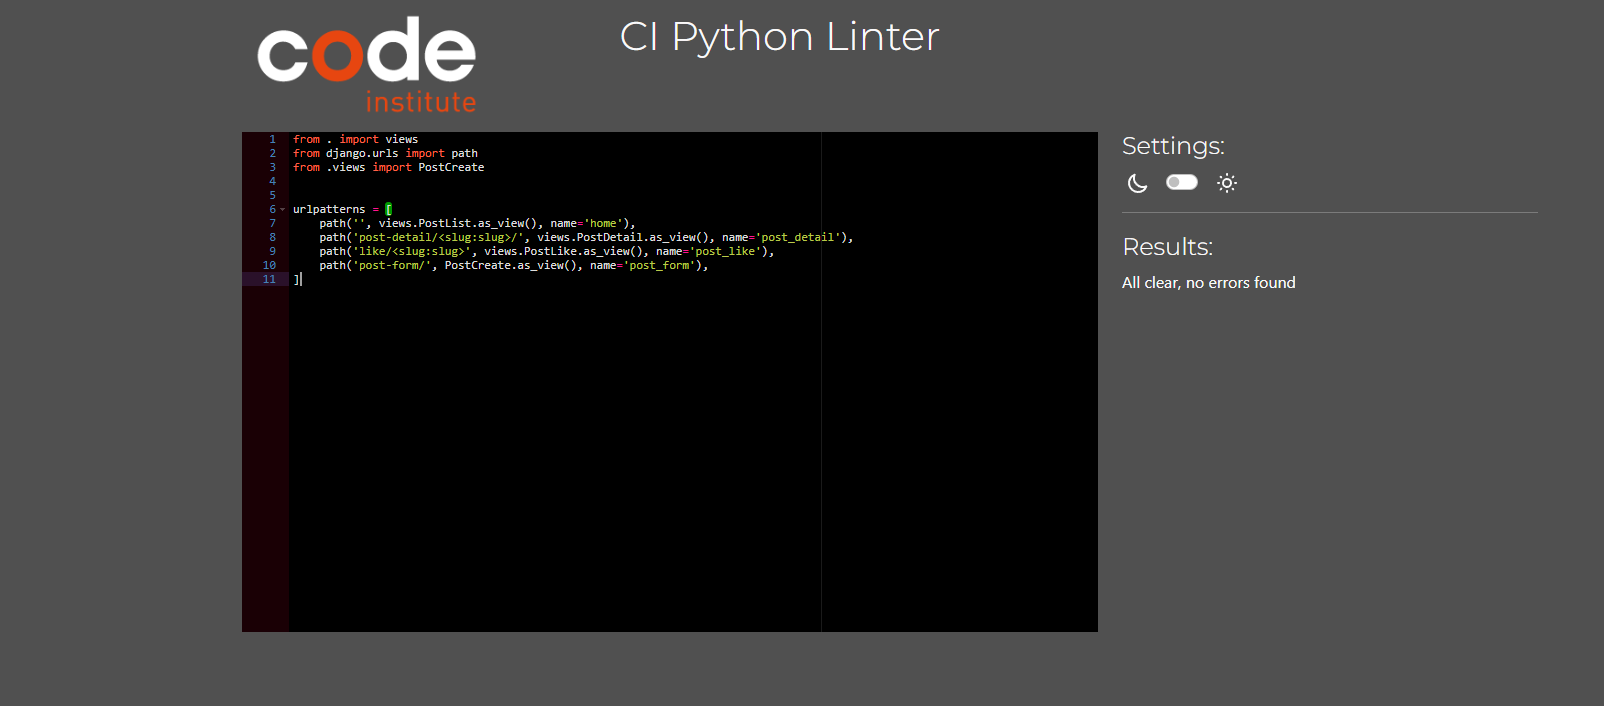 code
institute
CI Python Linter
1 from . import views
2 from django.urls import path
3 from .views import PostCreate
4
5
6 urlpatterns = [
7     path('', views.PostList.as_view(), name='home'),
8     path('post-detail/<slug:slug>/', views.PostDetail.as_view(), name='post_detail'),
9     path('like/<slug:slug>', views.PostLike.as_view(), name='post_like'),
10     path('post-form/', PostCreate.as_view(), name='post_form'),
11 ]
Settings:
Results:
All clear, no errors found